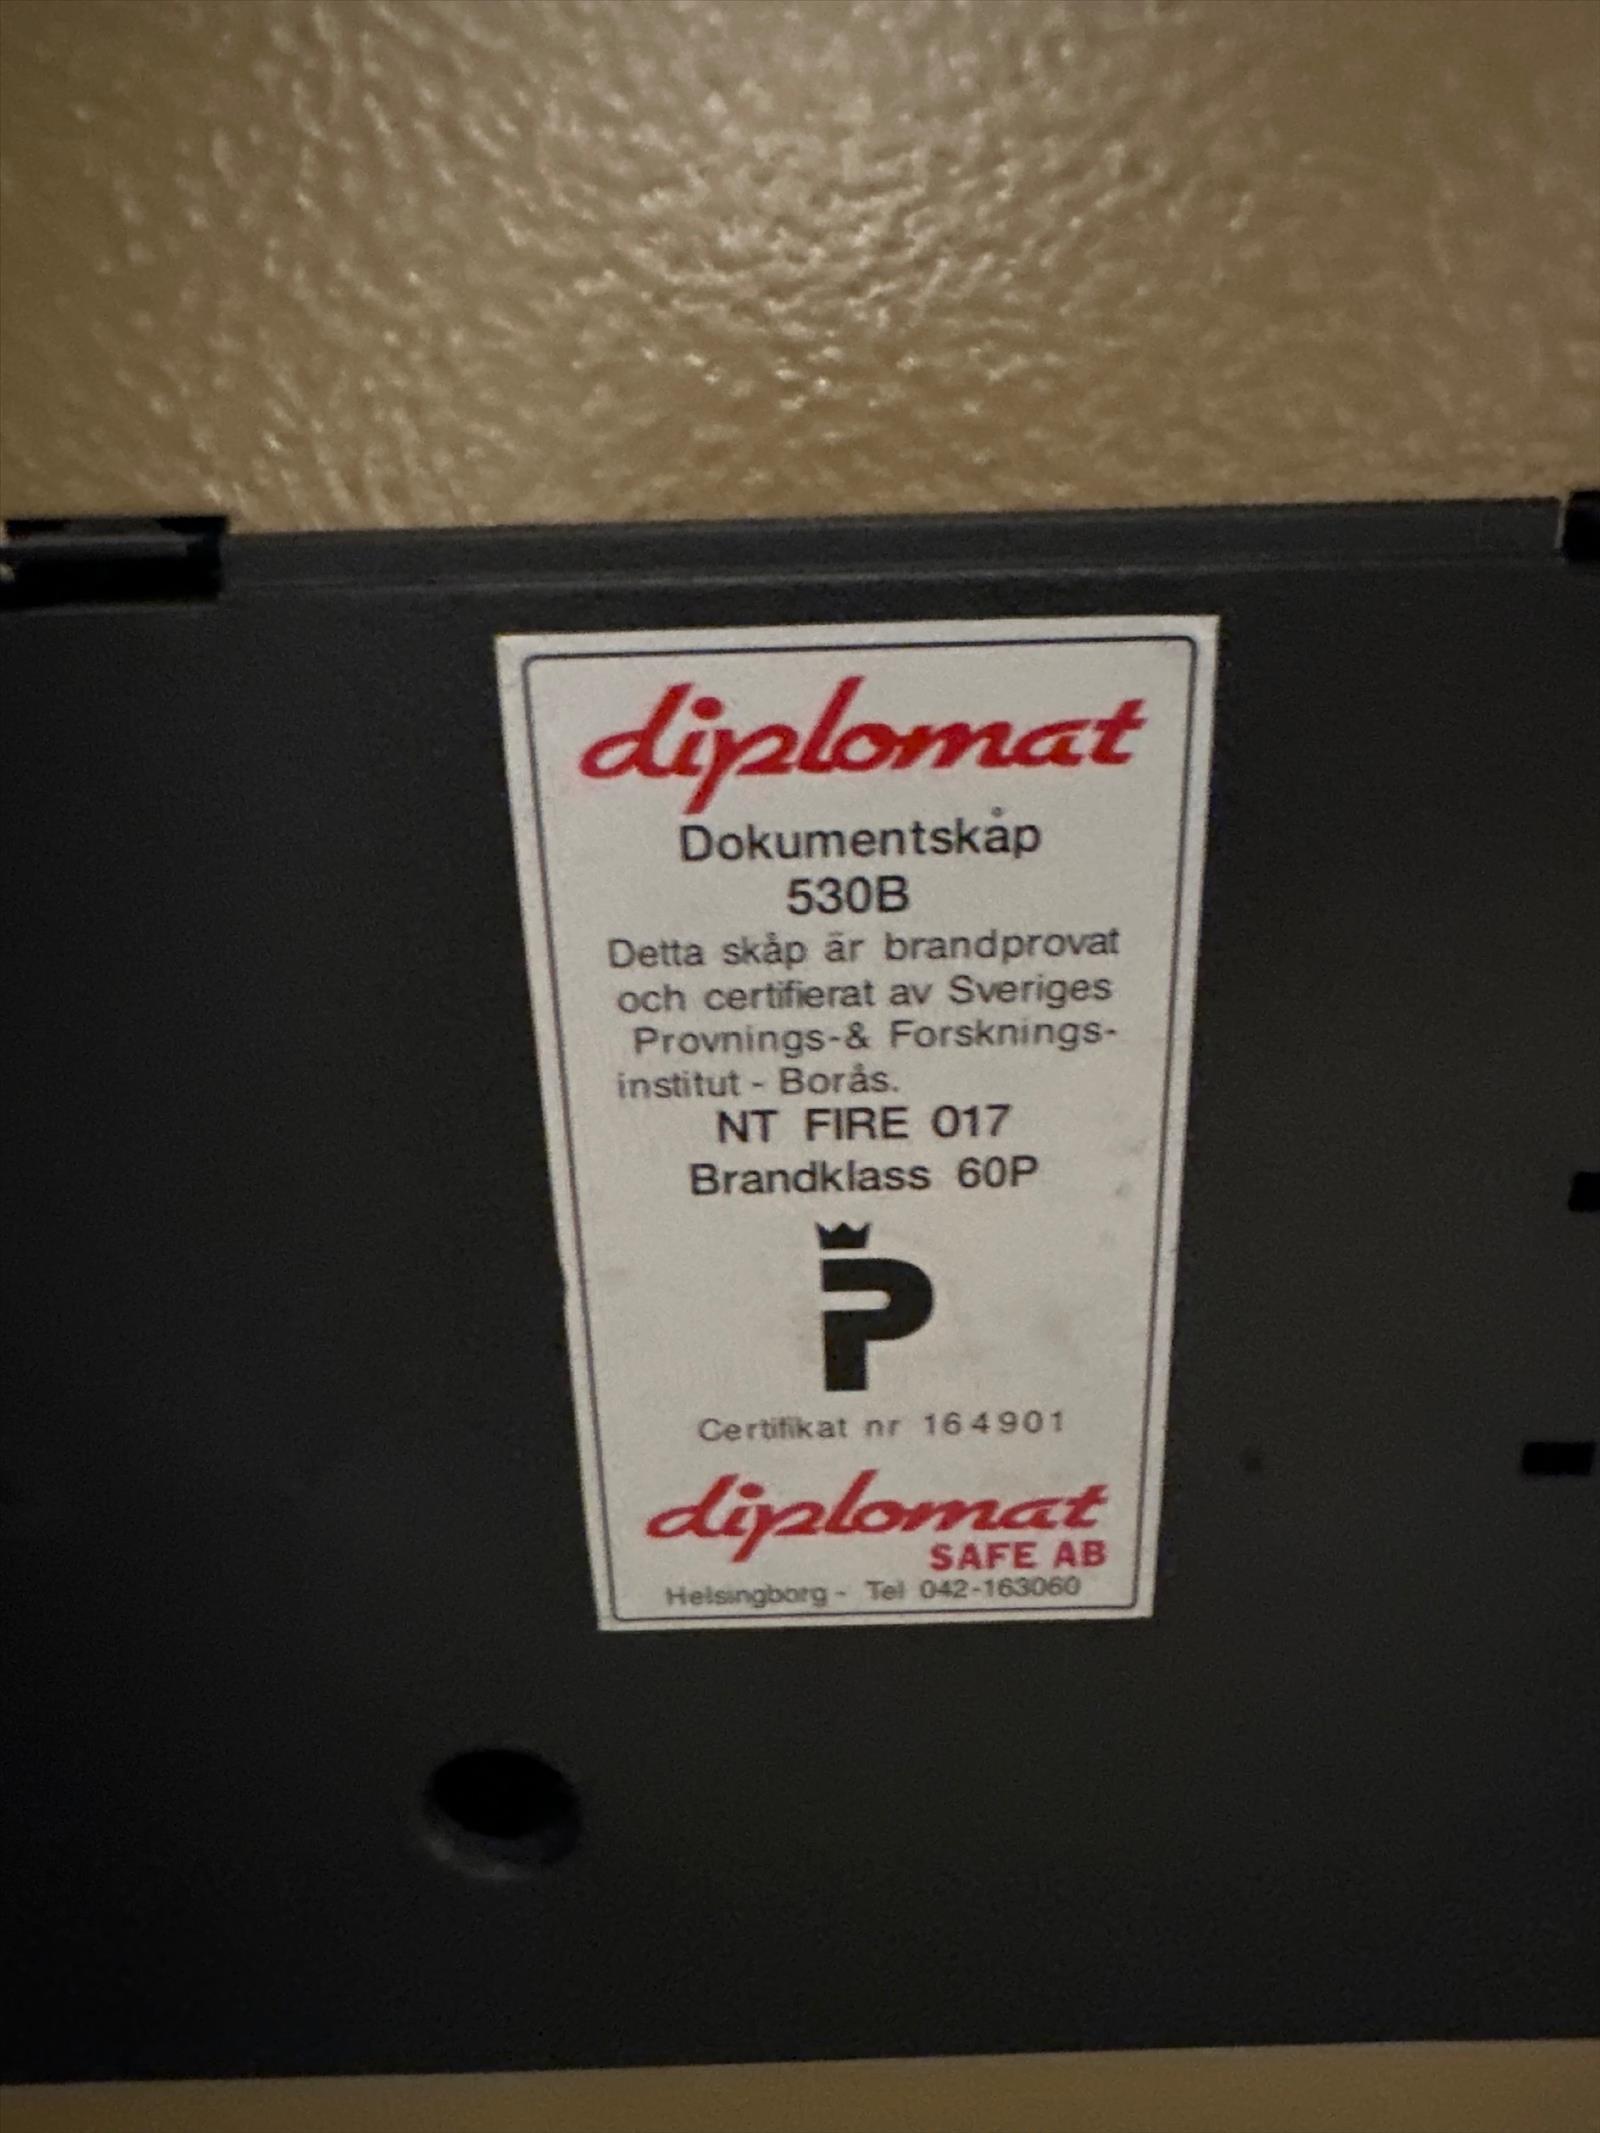 diplomat
Dokumentskåp
530B
Detta skåp är brandprovat
och certifierat av Sveriges
Provnings-& Forsknings-
institut - Borås.
NT FIRE 017
Brandklass 60P
P
Certifikat nr 164901
diplomat
SAFE AB
Helsingborg - Tel 042-163060